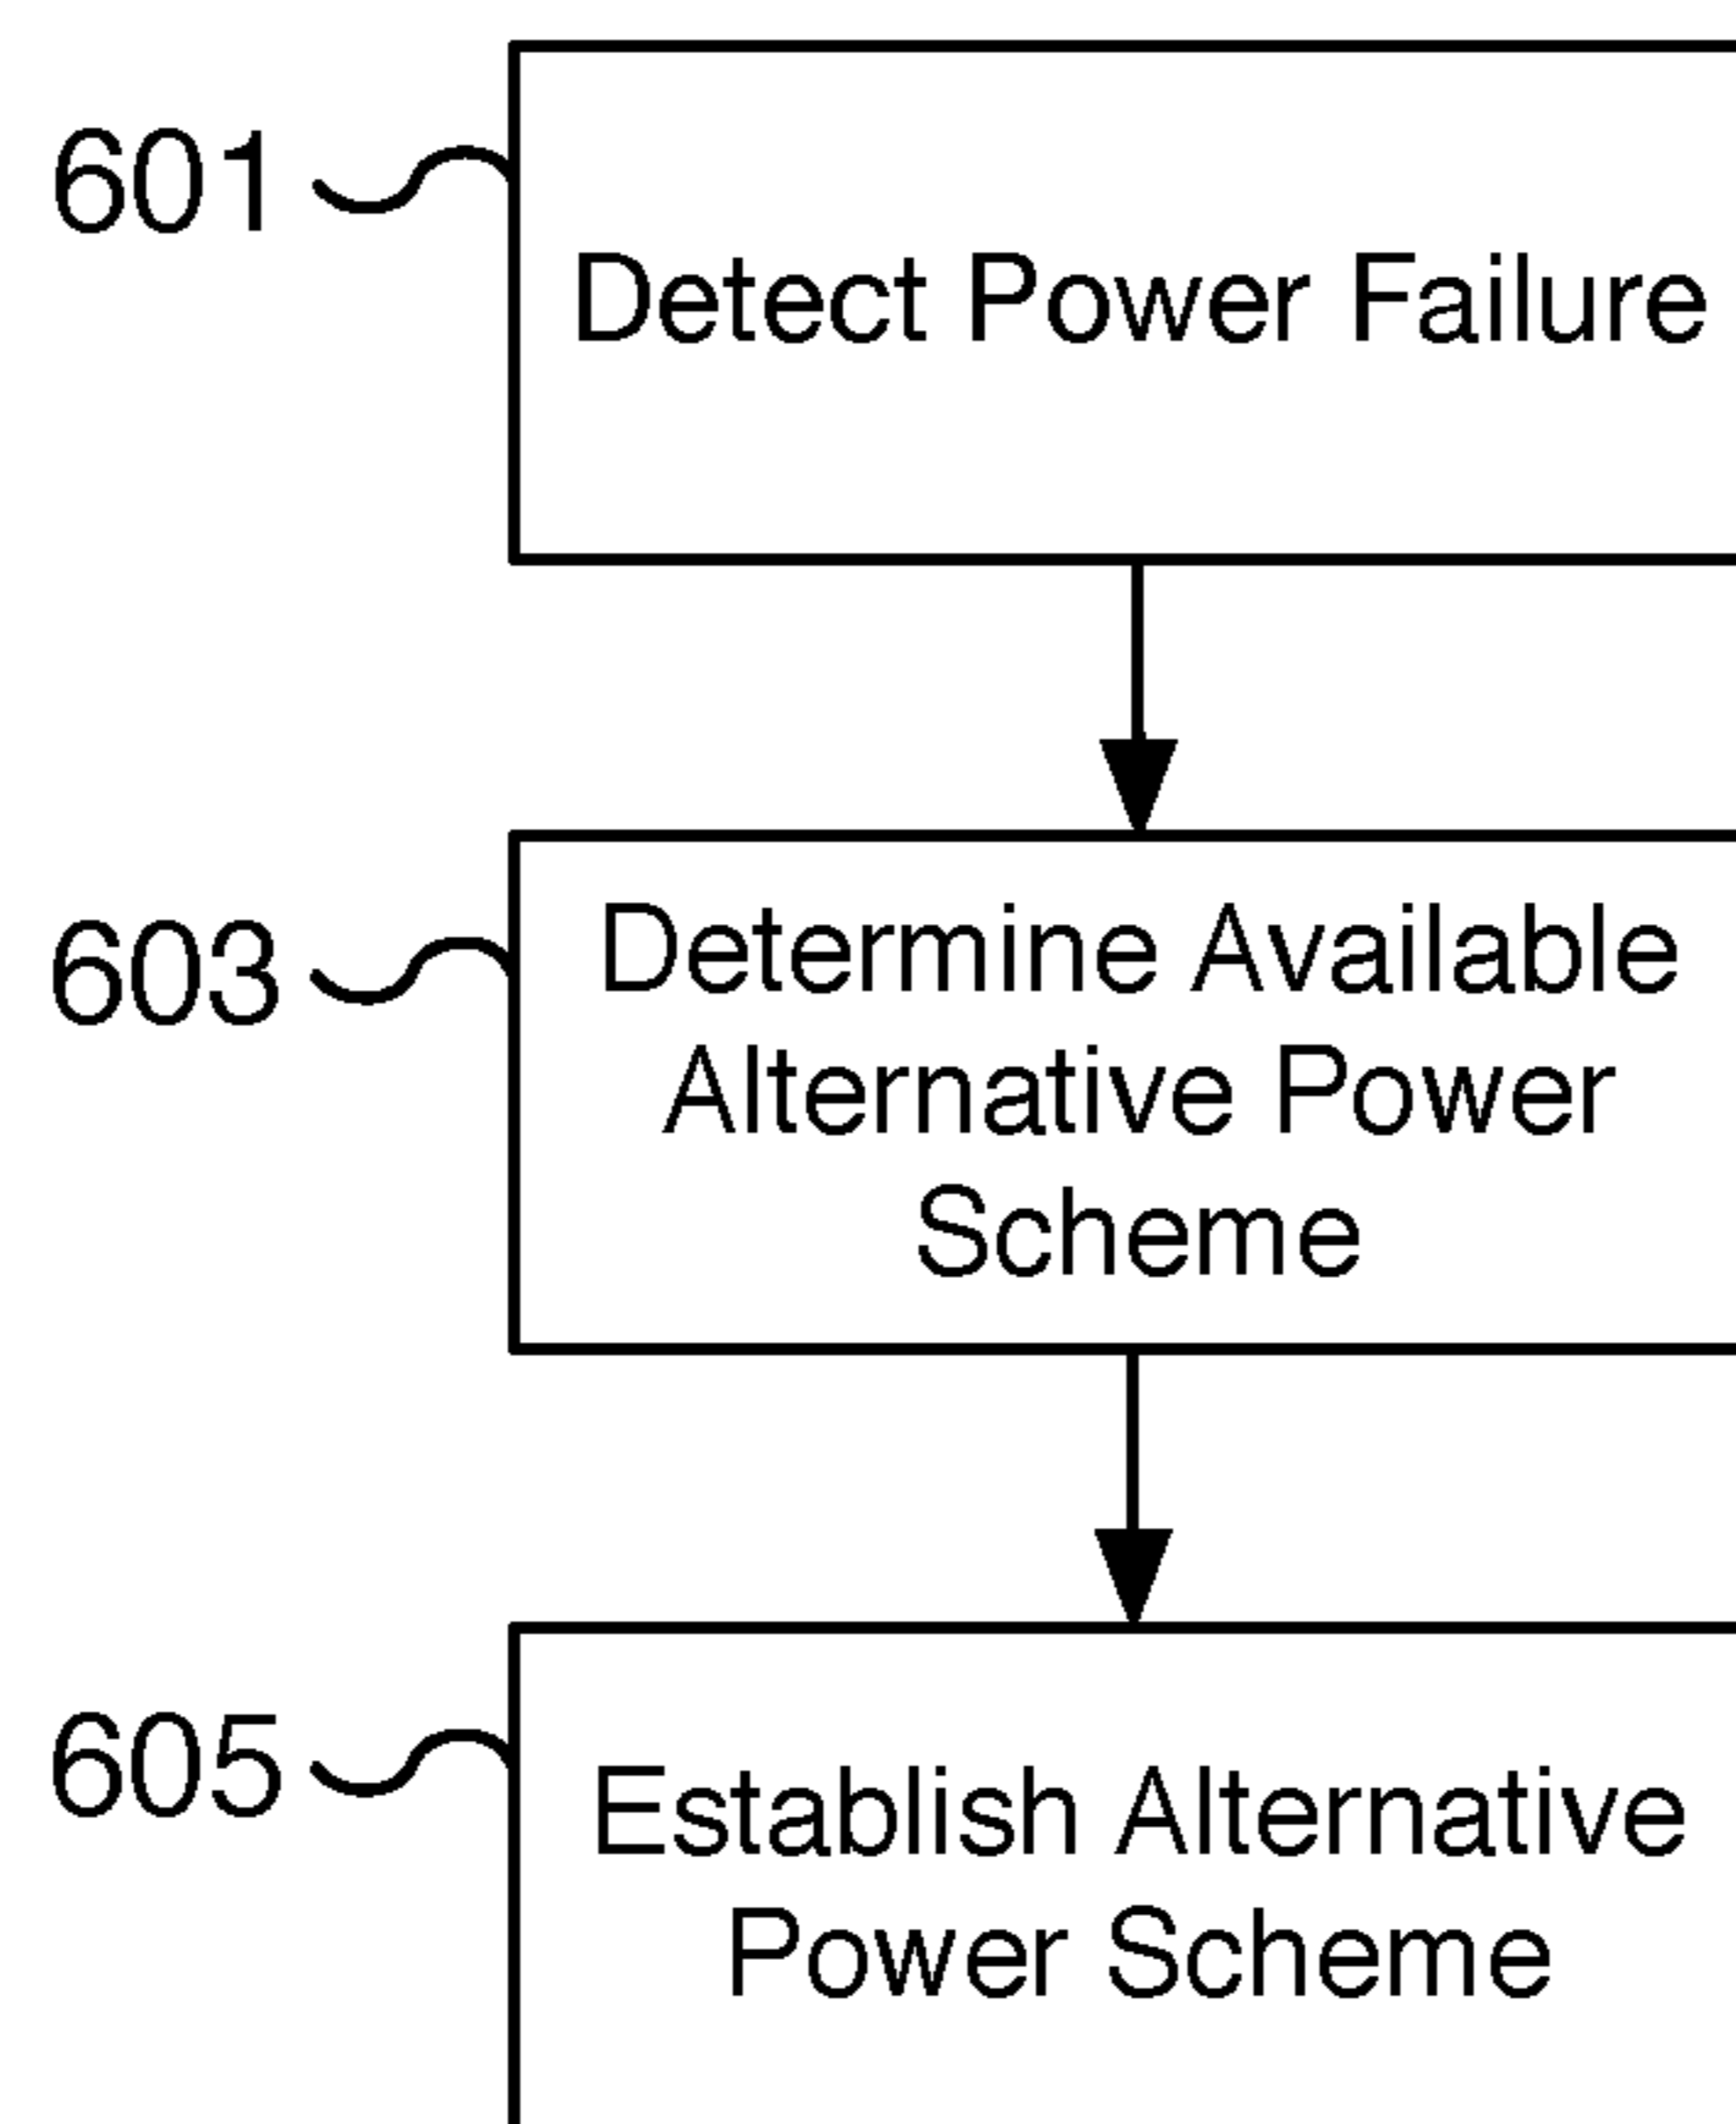 601
Detect Power Failure
603
Determine Available
Alternative Power
Scheme
605
Establish Alternative
Power Scheme